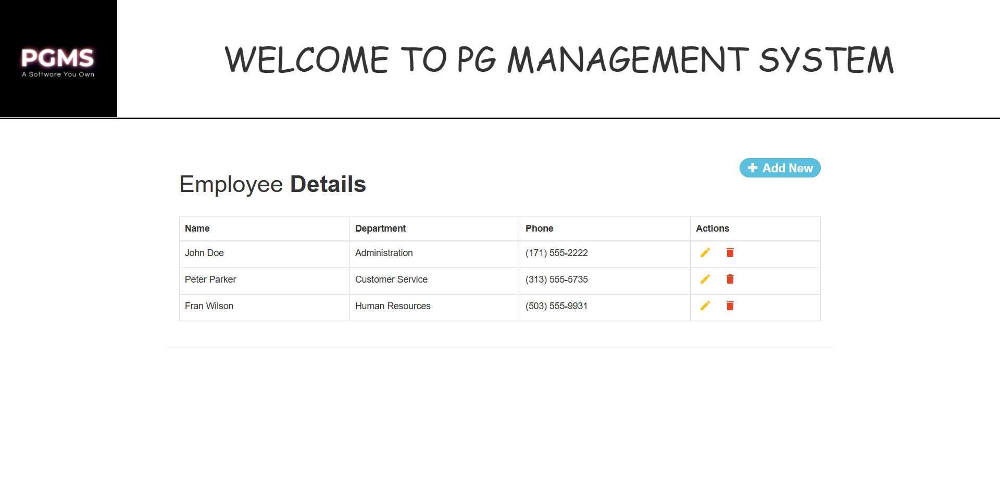 PGMS
A Software You Own
WELCOME TO PG MANAGEMENT SYSTEM
Add New
Employee Details
Name Department Phone Actions
John Doe Administration (171) 555-2222
Peter Parker Customer Service (313) 555-5735
Fran Wilson Human Resources (503) 555-9931